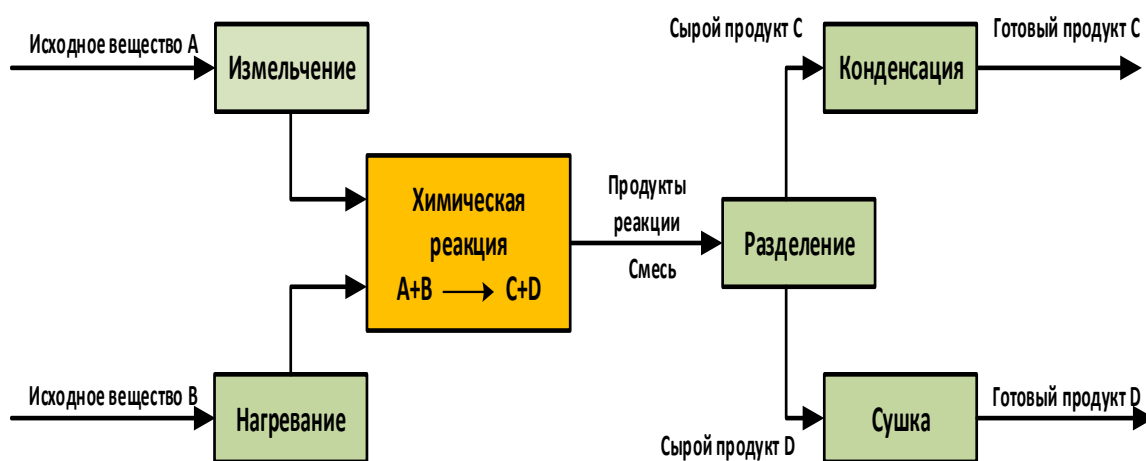 Исходное вещество А
Измельчение
Сырой продукт С
Конденсация
Готовый продукт С
Химическая
реакция
А+В → С+D
Продукты
реакции
Смесь
Разделение
Исходное вещество В
Нагревание
Сырой продукт D
Сушка
Готовый продукт D